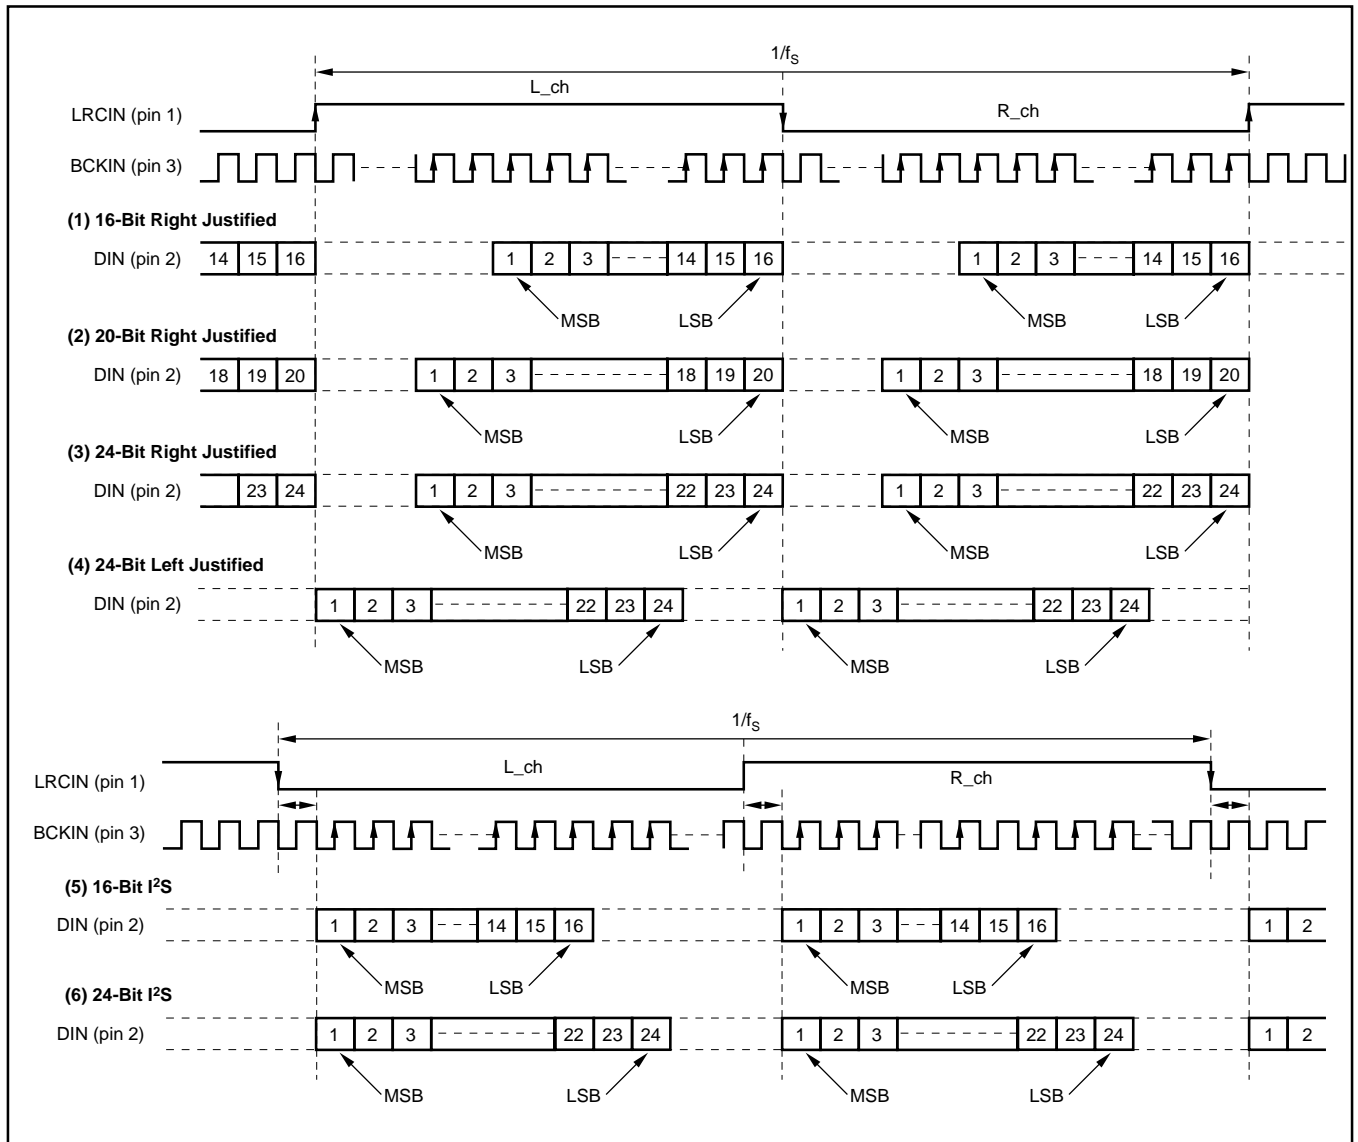 1/fS
L_ch
R_ch
LRCIN (pin 1)
BCKIN (pin 3)
(1) 16-Bit Right Justified
DIN (pin 2) 14 15 16 1 2 3 14 15 16 1 2 3 14 15 16
MSB LSB MSB LSB
(2) 20-Bit Right Justified
DIN (pin 2) 18 19 20 1 2 3 18 19 20 1 2 3 18 19 20
MSB LSB MSB LSB
(3) 24-Bit Right Justified
DIN (pin 2) 23 24 1 2 3 22 23 24 1 2 3 22 23 24
MSB LSB MSB LSB
(4) 24-Bit Left Justified
DIN (pin 2) 1 2 3 22 23 24 1 2 3 22 23 24
MSB LSB MSB LSB
1/fS
L_ch R_ch
LRCIN (pin 1)
BCKIN (pin 3)
(5) 16-Bit I²S
DIN (pin 2) 1 2 3 14 15 16 1 2 3 14 15 16 1 2
MSB LSB MSB LSB
(6) 24-Bit I²S
DIN (pin 2) 1 2 3 22 23 24 1 2 3 22 23 24 1 2
MSB LSB MSB LSB